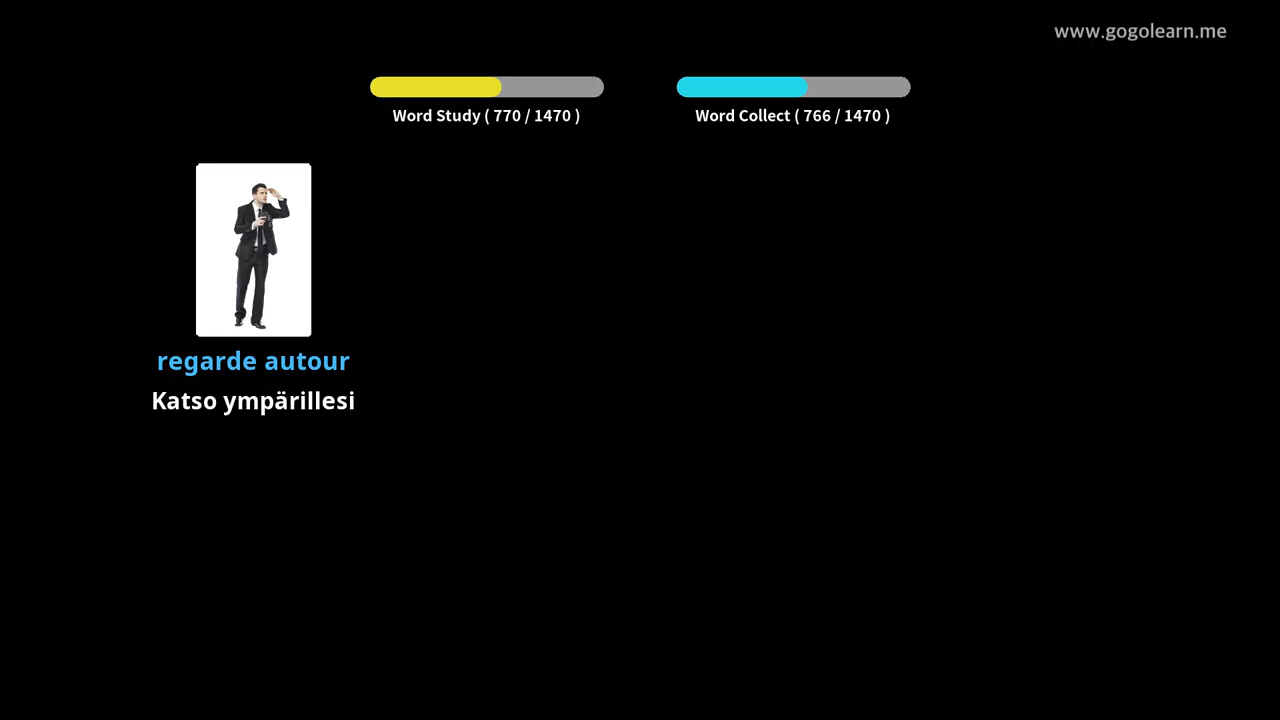 www.gogolearn.me
Word Study ( 770 / 1470 )
Word Collect ( 766 / 1470 )
regarde autour
Katso ympärillesi